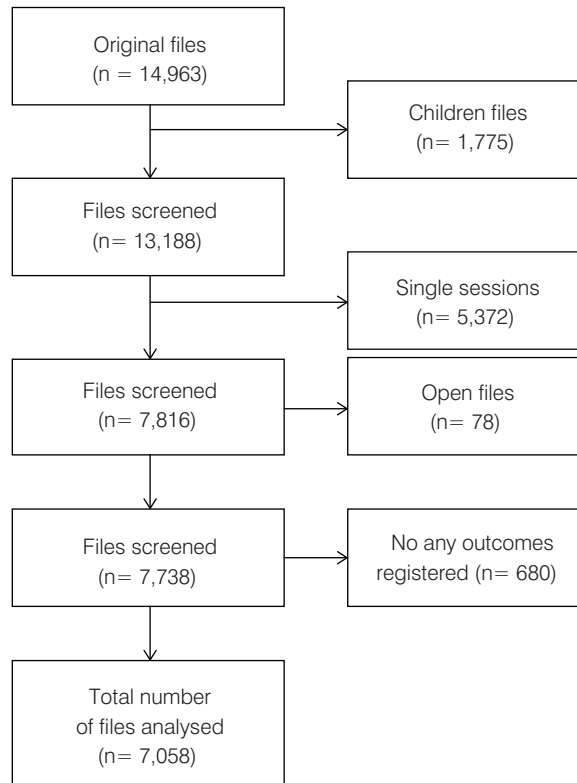 Original files
(n = 14,963)
Children files
(n= 1,775)
Files screened
(n= 13,188)
Single sessions
(n= 5,372)
Files screened
(n= 7,816)
Open files
(n= 78)
Files screened
(n= 7,738)
No any outcomes
registered (n= 680)
Total number
of files analysed
(n= 7,058)